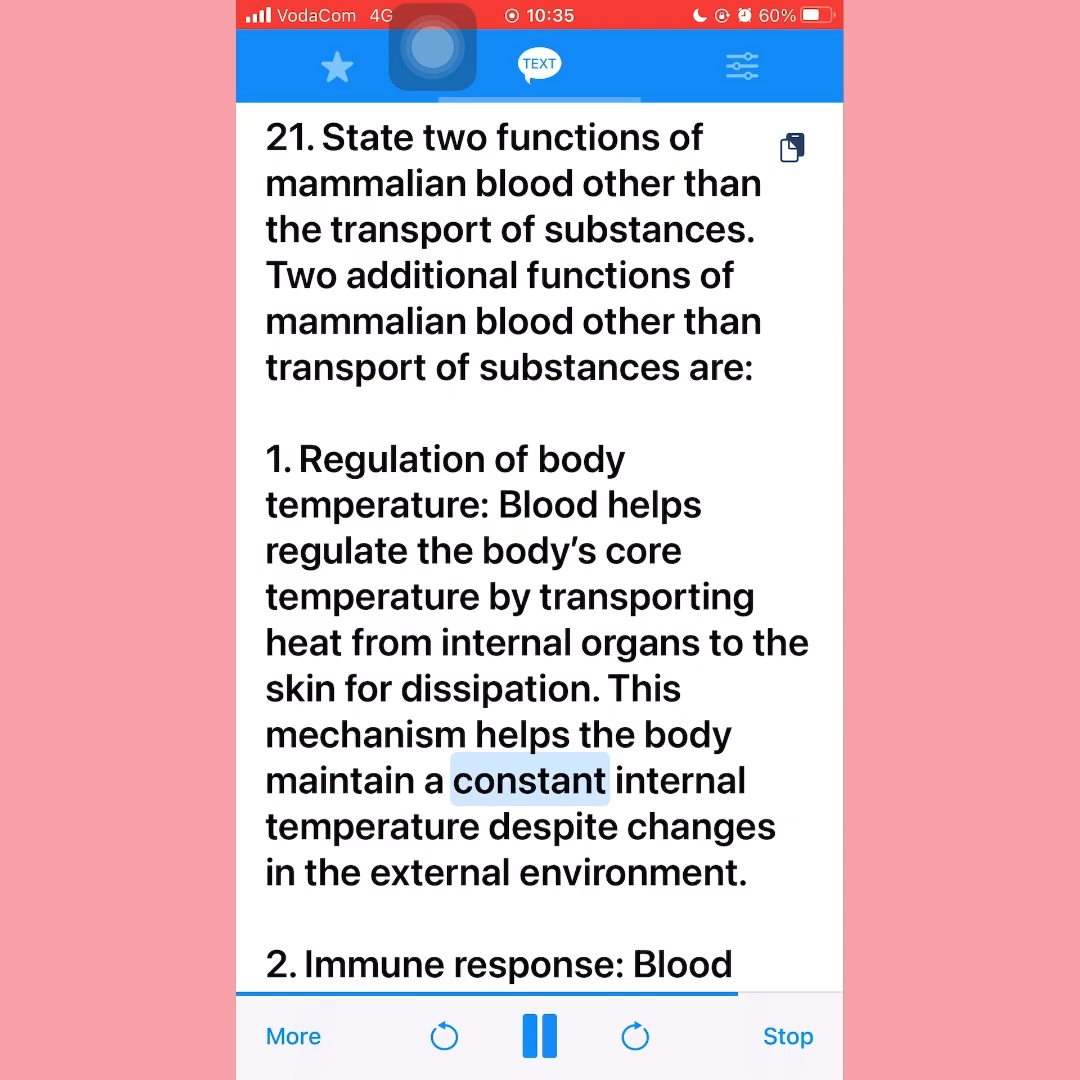 VodaCom 4G 10:35 60%
TEXT
21. State two functions of
mammalian blood other than
the transport of substances.
Two additional functions of
mammalian blood other than
transport of substances are:
1. Regulation of body
temperature: Blood helps
regulate the body’s core
temperature by transporting
heat from internal organs to the
skin for dissipation. This
mechanism helps the body
maintain a constant internal
temperature despite changes
in the external environment.
2. Immune response: Blood
More Stop